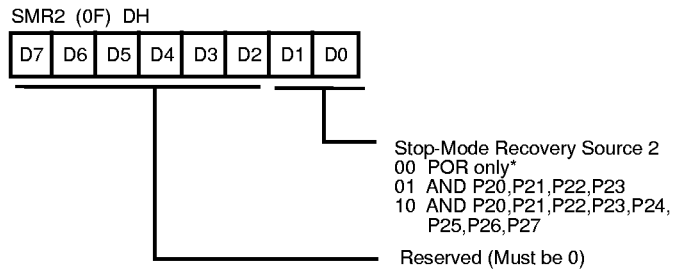 SMR2 (0F) DH
D7 D6 D5 D4 D3 D2 D1 D0
Stop-Mode Recovery Source 2
00 POR only*
01 AND P20,P21,P22,P23
10 AND P20,P21,P22,P23,P24,
P25,P26,P27
Reserved (Must be 0)